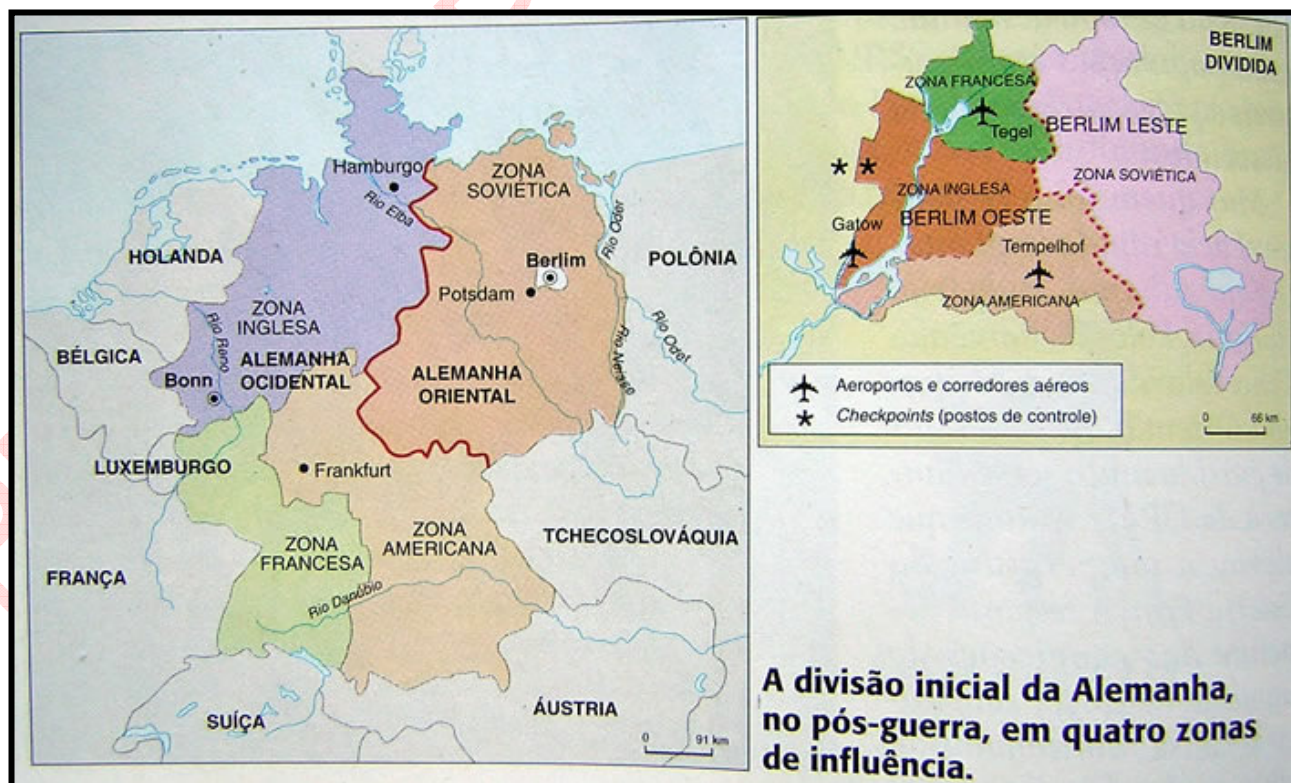 Hamburgo
Rio Elba
ZONA
SOVIÉTICA
Rio Oder
HOLANDA
Berlim
POLÔNIA
Potsdam
ZONA
INGLESA
Rio Reno
Rio Neisse
Rio Oder
BÉLGICA
ALEMANHA
OCIDENTAL
ALEMANHA
ORIENTAL
Bonn
LUXEMBURGO
Frankfurt
ZONA
FRANCESA
ZONA
AMERICANA
TCHECOSLOVÁQUIA
FRANÇA
Rio Danúbio
SUÍÇA
ÁUSTRIA
0 91 km
BERLIM
DIVIDIDA
ZONA FRANCESA
Tegel
BERLIM LESTE
ZONA SOVIÉTICA
ZONA INGLESA
BERLIM OESTE
Gatow
Tempelhof
ZONA AMERICANA
Aeroportos e corredores aéreos
Checkpoints (postos de controle)
0 66 km
A divisão inicial da Alemanha,
no pós-guerra, em quatro zonas
de influência.